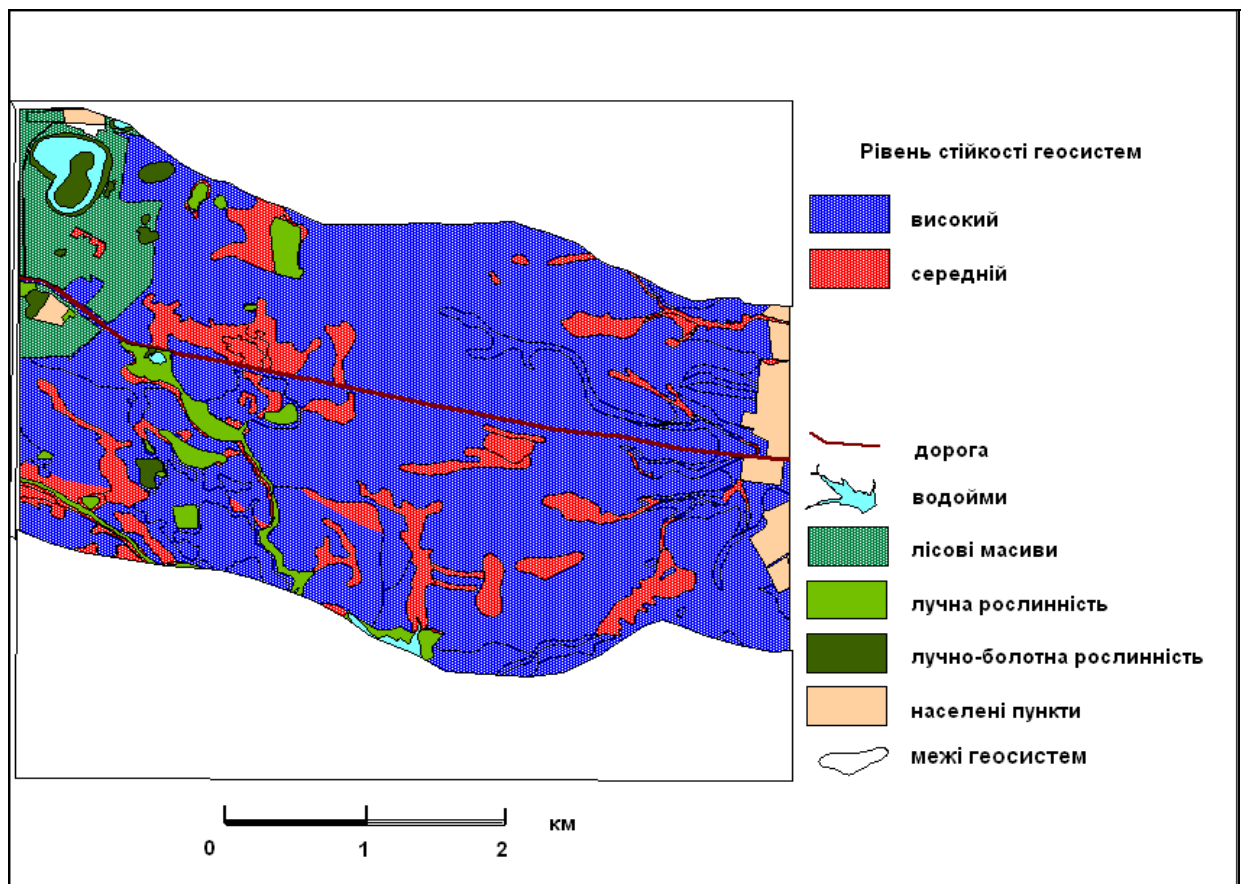 Рівень стійкості геосистем
високий
середній
дорога
водойми
лісові масиви
лучна рослинність
лучно-болотна рослинність
населені пункти
межі геосистем
км
0 1 2